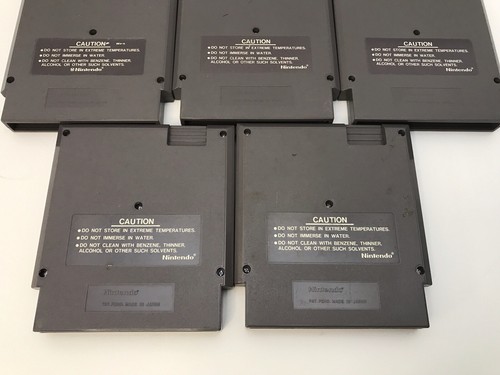 CAUTION
• DO NOT STORE IN EXTREME TEMPERATURES.
• DO NOT IMMERSE IN WATER.
• DO NOT CLEAN WITH BENZENE, THINNER,
ALCOHOL OR OTHER SUCH SOLVENTS.
Nintendo®
CAUTION
• DO NOT STORE IN EXTREME TEMPERATURES.
• DO NOT IMMERSE IN WATER.
• DO NOT CLEAN WITH BENZENE, THINNER,
ALCOHOL OR OTHER SUCH SOLVENTS.
Nintendo®
CAUTION
• DO NOT STORE IN EXTREME TEMPERATURES.
• DO NOT IMMERSE IN WATER.
• DO NOT CLEAN WITH BENZENE, THINNER,
ALCOHOL OR OTHER SUCH SOLVENTS.
Nintendo®
CAUTION
• DO NOT STORE IN EXTREME TEMPERATURES.
• DO NOT IMMERSE IN WATER.
• DO NOT CLEAN WITH BENZENE, THINNER,
ALCOHOL OR OTHER SUCH SOLVENTS.
Nintendo®
Nintendo®
MADE IN JAPAN
CAUTION
• DO NOT STORE IN EXTREME TEMPERATURES.
• DO NOT IMMERSE IN WATER.
• DO NOT CLEAN WITH BENZENE, THINNER,
ALCOHOL OR OTHER SUCH SOLVENTS.
Nintendo®
Nintendo®
MADE IN JAPAN